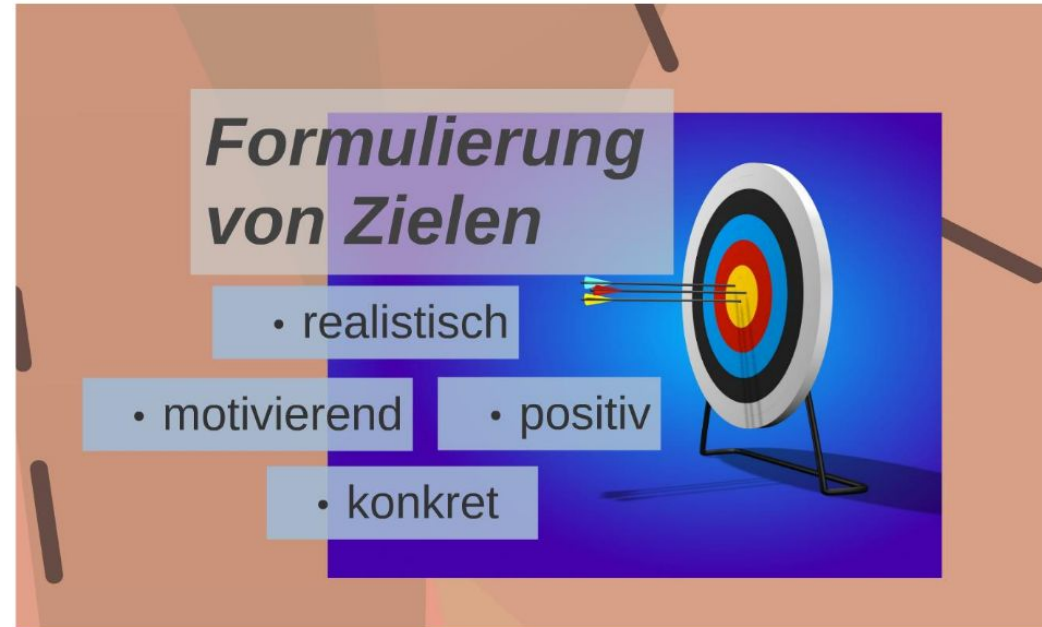 Formulierung
von Zielen
• realistisch
• motivierend
• positiv
• konkret